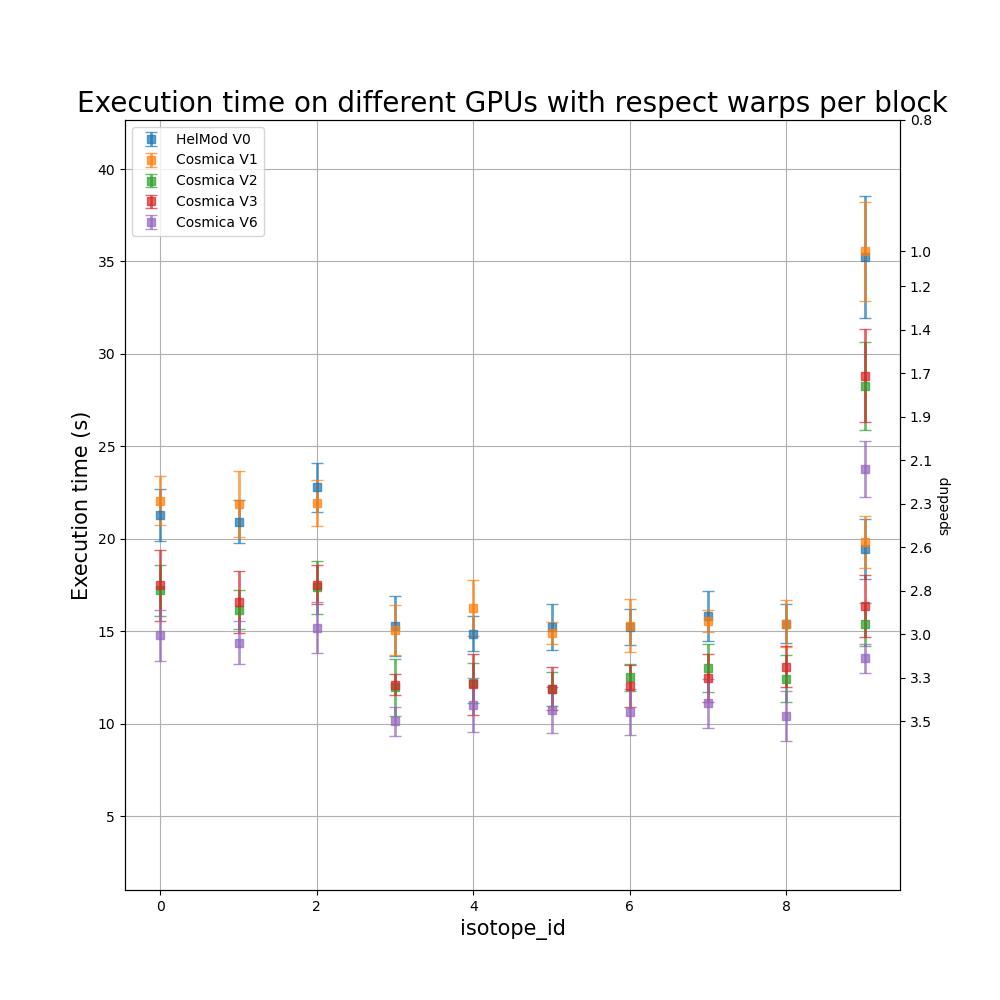 Execution time on different GPUs with respect warps per block
HelMod V0
Cosmica V1
Cosmica V2
Cosmica V3
Cosmica V6
Execution time (s)
40
35
30
25
20
15
10
5
0
2
4
6
8
isotope_id
0.8
1.0
1.2
1.4
1.7
1.9
2.1
2.3
2.6
2.8
3.0
3.3
3.5
speedup